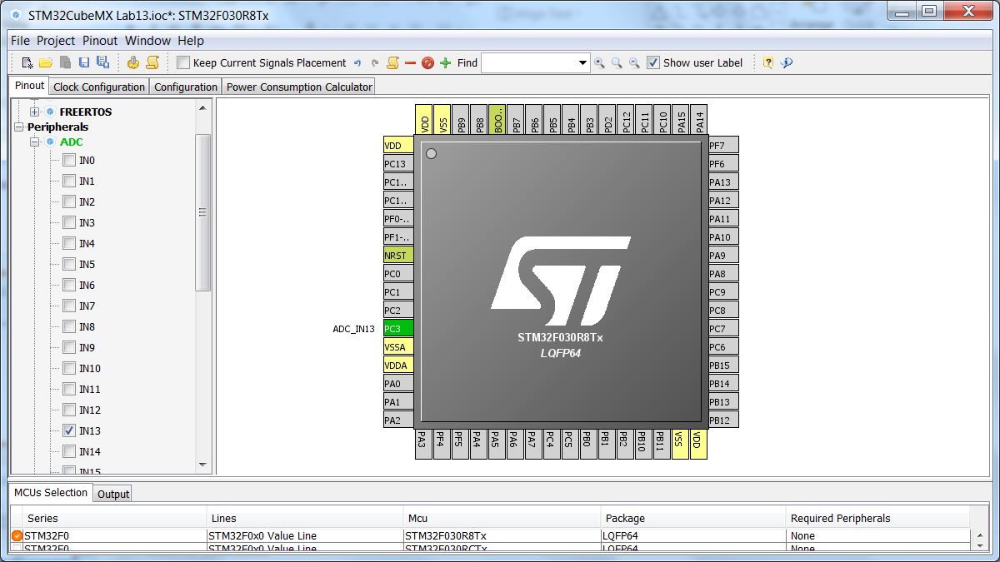 STM32CubeMX Lab13.ioc*: STM32F030R8Tx
File Project Pinout Window Help
Keep Current Signals Placement Find Show user Label
Pinout Clock Configuration Configuration Power Consumption Calculator
FREERTOS
Peripherals
ADC
IN0
IN1
IN2
IN3
IN4
IN5
IN6
IN7
IN8
IN9
IN10
IN11
IN12
IN13
IN14
IN15
VDD VSS PB9 PB8 BOO.. PB7 PB6 PB5 PB4 PB3 PD2 PC12 PC11 PC10 PA15 PA14
VDD PF7
PC13 PF6
PC1.. PA13
PC1.. PA12
PF0-.. PA11
PF1-.. PA10
NRST PA9
PC0 PA8
PC1 PC9
PC2 PC8
ADC_IN13 PC3 PC7
VSSA PC6
VDDA PB15
PA0 PB14
PA1 PB13
PA2 PB12
ST
STM32F030R8Tx
LQFP64
PA3 PF4 PF5 PA4 PA5 PA6 PA7 PC4 PC5 PB0 PB1 PB2 PB10 PB11 VSS VDD
MCUs Selection Output
Series Lines Mcu Package Required Peripherals
STM32F0 STM32F0x0 Value Line STM32F030R8Tx LQFP64 None
STM32F0 STM32F0x0 Value Line STM32F030RCTx LQFP64 None